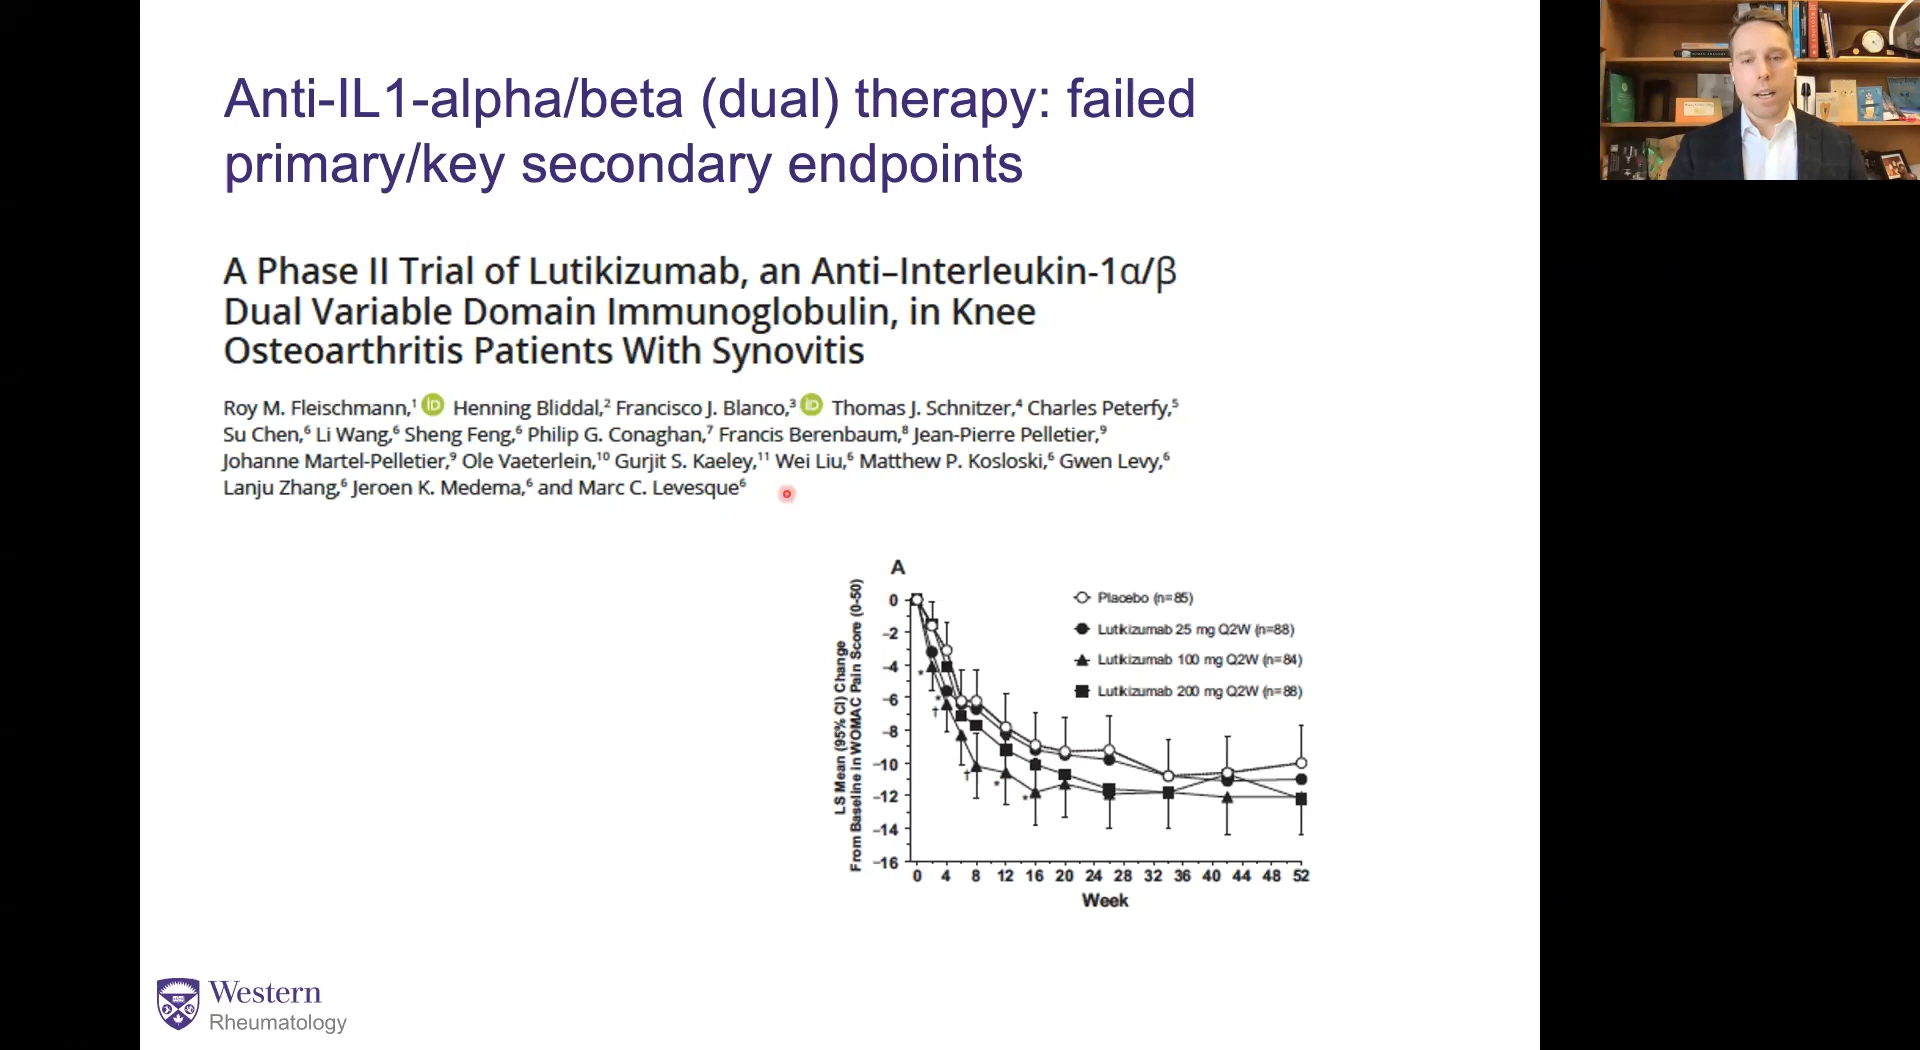 Anti-IL1-alpha/beta (dual) therapy: failed
primary/key secondary endpoints
A Phase II Trial of Lutikizumab, an Anti–Interleukin-1α/β
Dual Variable Domain Immunoglobulin, in Knee
Osteoarthritis Patients With Synovitis
Roy M. Fleischmann,¹ iD Henning Bliddal,² Francisco J. Blanco,³ iD Thomas J. Schnitzer,⁴ Charles Peterfy,⁵
Su Chen,⁶ Li Wang,⁶ Sheng Feng,⁶ Philip G. Conaghan,⁷ Francis Berenbaum,⁸ Jean-Pierre Pelletier,⁹
Johanne Martel-Pelletier,⁹ Ole Vaeterlein,¹⁰ Gurjit S. Kaeley,¹¹ Wei Liu,⁶ Matthew P. Kosloski,⁶ Gwen Levy,⁶
Lanju Zhang,⁶ Jeroen K. Medema,⁶ and Marc C. Levesque⁶
A
LS Mean (95% CI) Change
From Baseline in WOMAC Pain Score (0-50)
Placebo (n=85)
Lutikizumab 25 mg Q2W (n=88)
Lutikizumab 100 mg Q2W (n=84)
Lutikizumab 200 mg Q2W (n=88)
0
-2
-4
-6
-8
-10
-12
-14
-16
*
*
†
†
*
*
0 4 8 12 16 20 24 28 32 36 40 44 48 52
Week
Western
Rheumatology